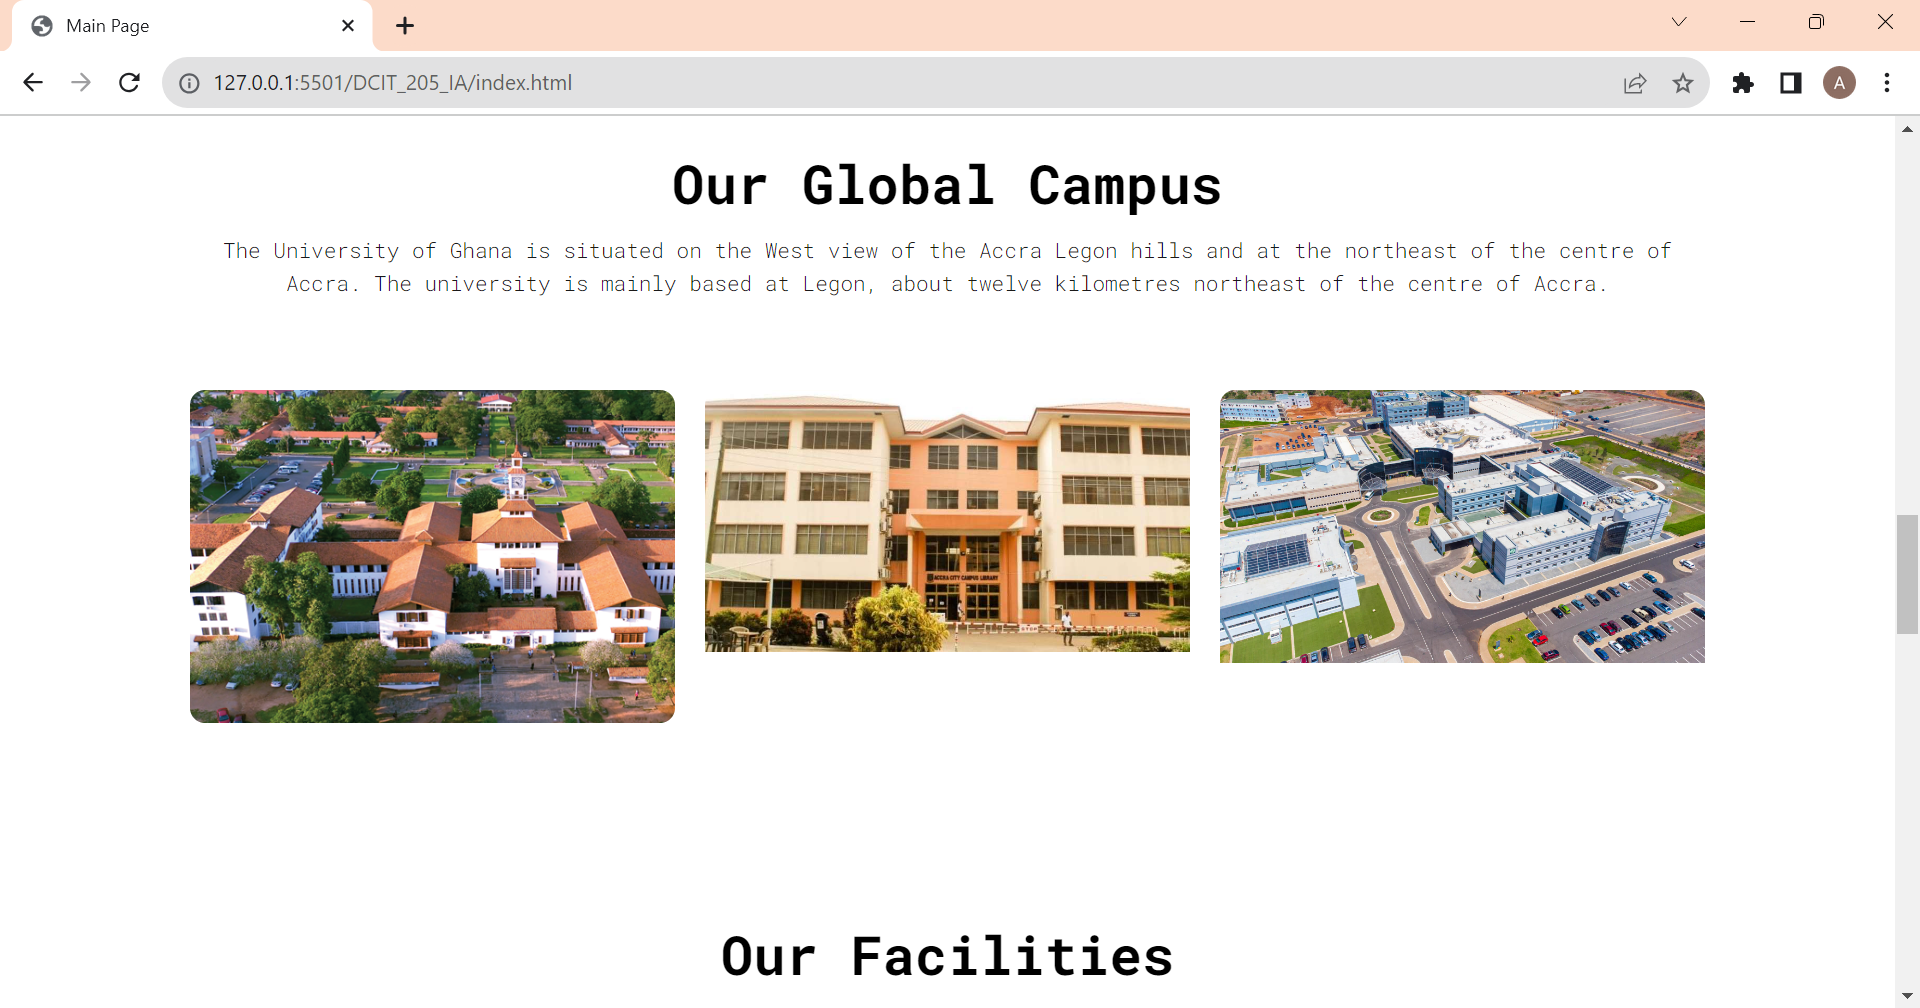 Main Page
127.0.0.1:5501/DCIT_205_IA/index.html
A
Our Global Campus
The University of Ghana is situated on the West view of the Accra Legon hills and at the northeast of the centre of
Accra. The university is mainly based at Legon, about twelve kilometres northeast of the centre of Accra.
ACCRA CITY CAMPUS LIBRARY
Our Facilities